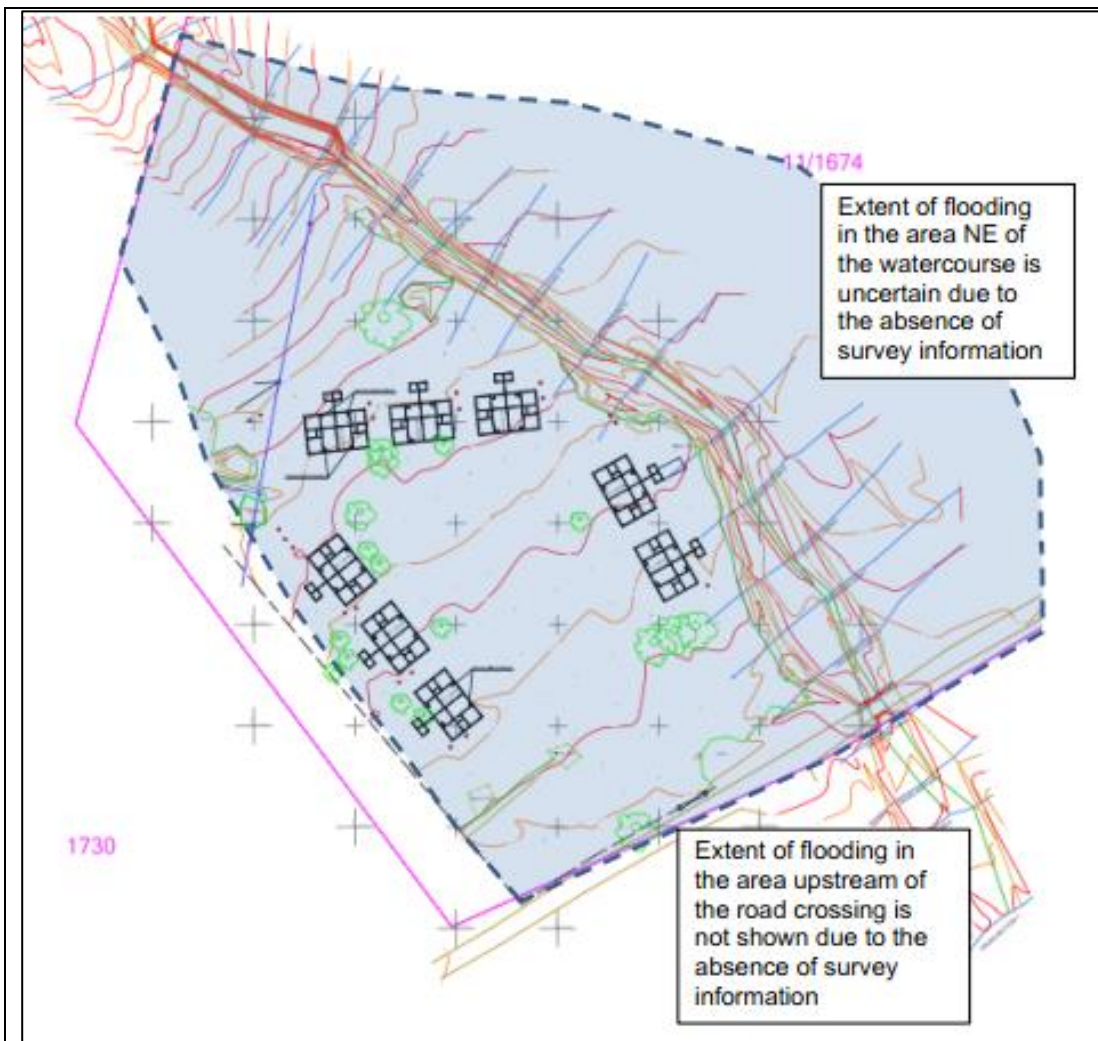 11/1674
Extent of flooding
in the area NE of
the watercourse is
uncertain due to
the absence of
survey information
1730
Extent of flooding in
the area upstream of
the road crossing is
not shown due to the
absence of survey
information